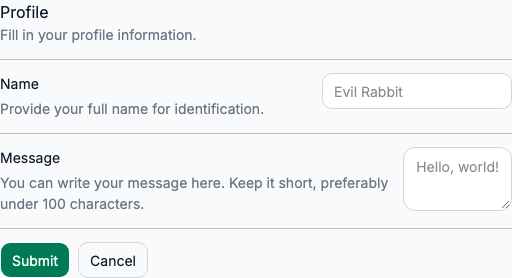 Profile
Fill in your profile information.
Name
Provide your full name for identification.
Evil Rabbit
Message
You can write your message here. Keep it short, preferably
under 100 characters.
Hello, world!
Submit
Cancel